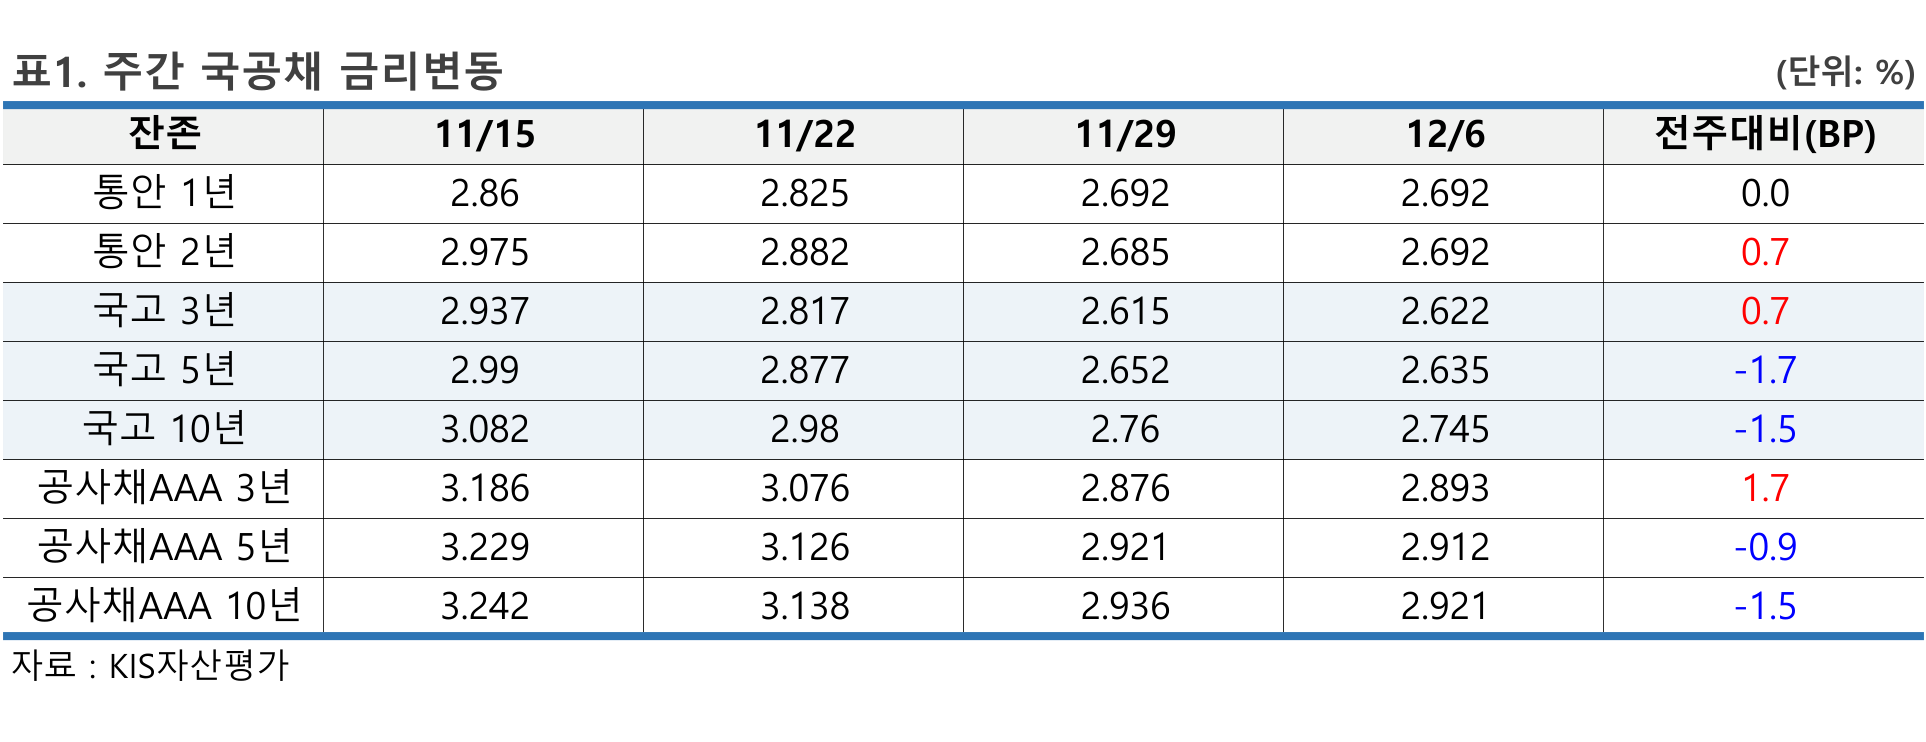 표1. 주간 국공채 금리변동 (단위: %)
잔존 11/15 11/22 11/29 12/6 전주대비(BP)
통안 1년 2.86 2.825 2.692 2.692 0.0
통안 2년 2.975 2.882 2.685 2.692 0.7
국고 3년 2.937 2.817 2.615 2.622 0.7
국고 5년 2.99 2.877 2.652 2.635 -1.7
국고 10년 3.082 2.98 2.76 2.745 -1.5
공사채AAA 3년 3.186 3.076 2.876 2.893 1.7
공사채AAA 5년 3.229 3.126 2.921 2.912 -0.9
공사채AAA 10년 3.242 3.138 2.936 2.921 -1.5
자료 : KIS자산평가